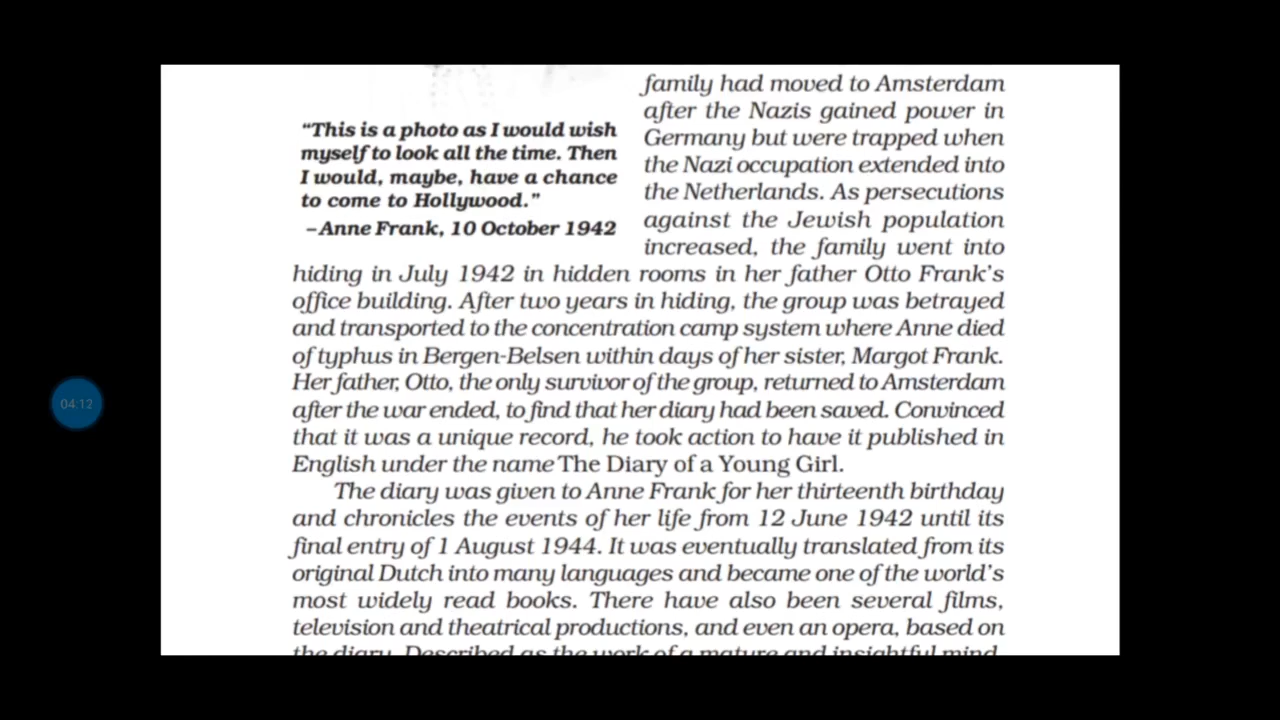 "This is a photo as I would wish
myself to look all the time. Then
I would, maybe, have a chance
to come to Hollywood."
–Anne Frank, 10 October 1942
family had moved to Amsterdam
after the Nazis gained power in
Germany but were trapped when
the Nazi occupation extended into
the Netherlands. As persecutions
against the Jewish population
increased, the family went into
hiding in July 1942 in hidden rooms in her father Otto Frank's
office building. After two years in hiding, the group was betrayed
and transported to the concentration camp system where Anne died
of typhus in Bergen-Belsen within days of her sister, Margot Frank.
Her father, Otto, the only survivor of the group, returned to Amsterdam
after the war ended, to find that her diary had been saved. Convinced
that it was a unique record, he took action to have it published in
English under the name The Diary of a Young Girl.
The diary was given to Anne Frank for her thirteenth birthday
and chronicles the events of her life from 12 June 1942 until its
final entry of 1 August 1944. It was eventually translated from its
original Dutch into many languages and became one of the world's
most widely read books. There have also been several films,
television and theatrical productions, and even an opera, based on
the diary. Described as the work of a mature and insightful mind,
04:12